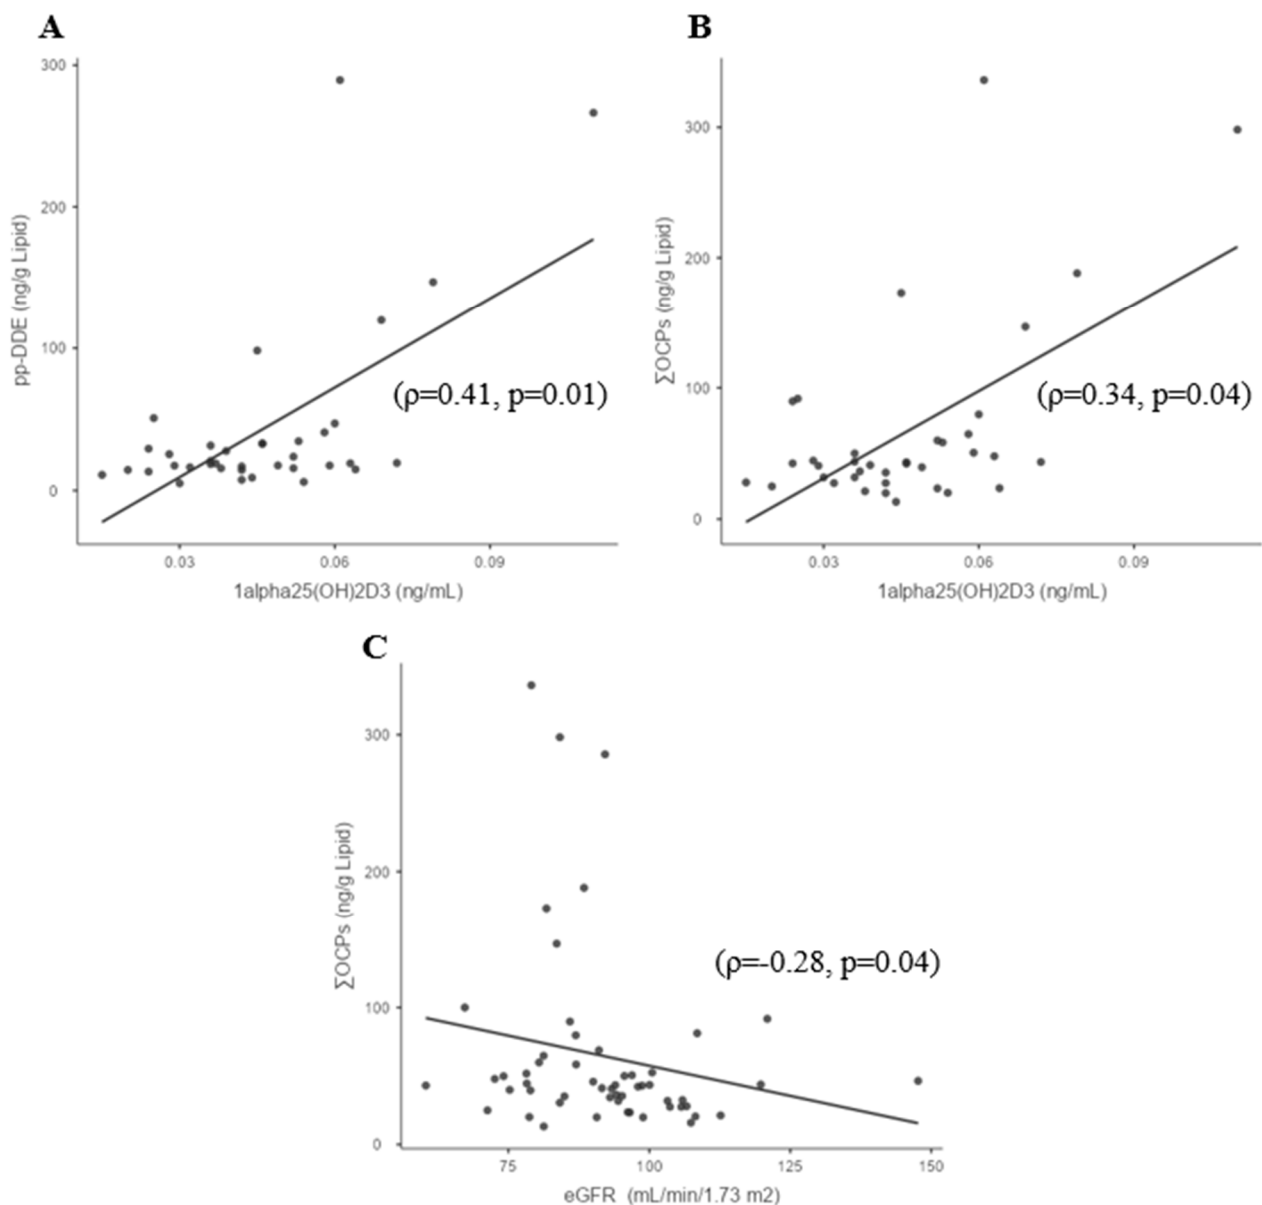 A
B
300
200
100
0
pp-DDE (ng/g Lipid)
(ρ=0.41, p=0.01)
0.03 0.06 0.09
1alpha25(OH)2D3 (ng/mL)
300
200
100
0
∑OCPs (ng/g Lipid)
(ρ=0.34, p=0.04)
0.03 0.06 0.09
1alpha25(OH)2D3 (ng/mL)
C
300
200
100
0
∑OCPs (ng/g Lipid)
(ρ=-0.28, p=0.04)
75 100 125 150
eGFR (mL/min/1.73 m2)